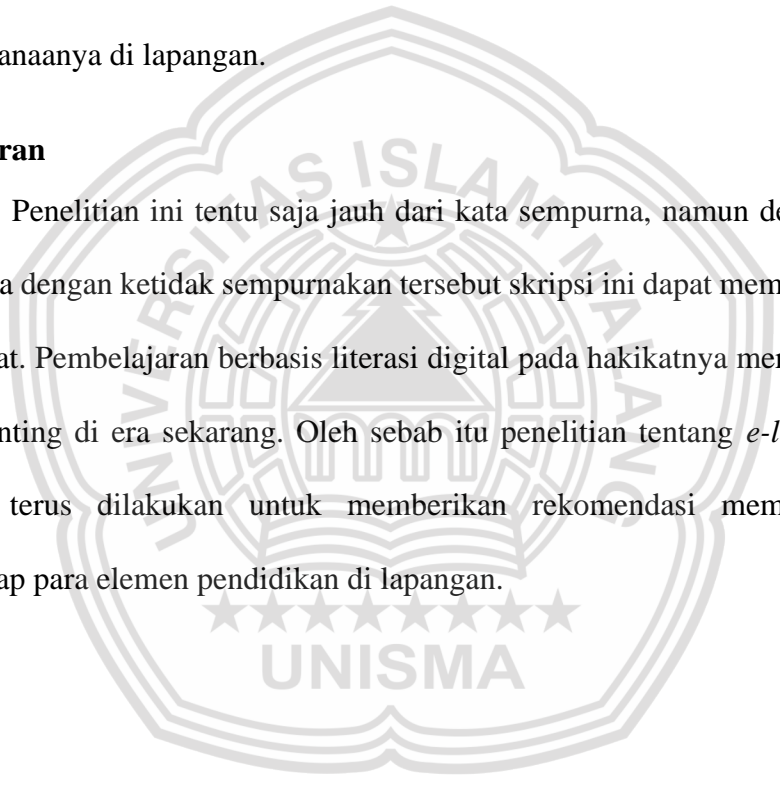 anaanya di lapangan.
ran
Penelitian ini tentu saja jauh dari kata sempurna, namun de
a dengan ketidak sempurnakan tersebut skripsi ini dapat mem
at. Pembelajaran berbasis literasi digital pada hakikatnya mer
nting di era sekarang. Oleh sebab itu penelitian tentang e-l
terus dilakukan untuk memberikan rekomendasi mem
ap para elemen pendidikan di lapangan.
UNIVERSITAS ISLAM MALANG
UNISMA